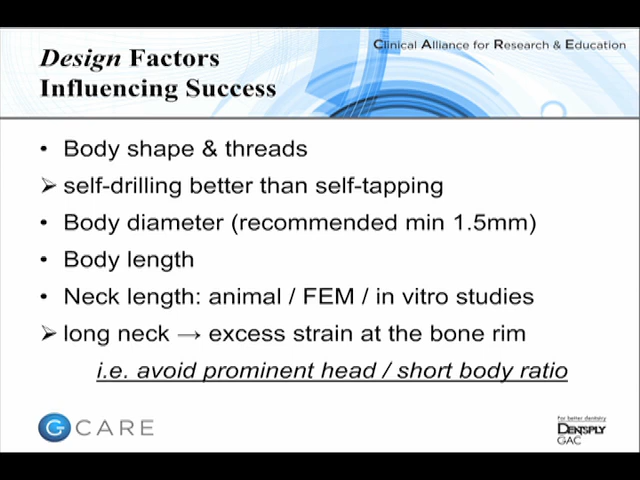 Clinical Alliance for Research & Education
Design Factors
Influencing Success
• Body shape & threads
➢ self-drilling better than self-tapping
• Body diameter (recommended min 1.5mm)
• Body length
• Neck length: animal / FEM / in vitro studies
➢ long neck → excess strain at the bone rim
i.e. avoid prominent head / short body ratio
G CARE
For better dentistry
DENTSPLY
GAC